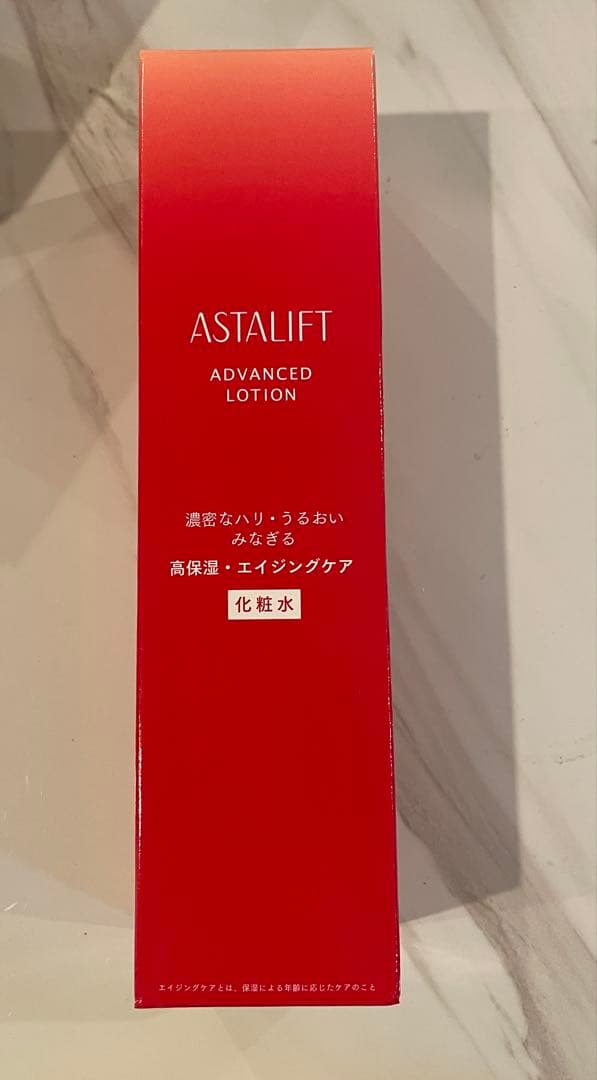 ASTALIFT
ADVANCED
LOTION
濃密なハリ・うるおい
みなぎる
高保湿・エイジングケア
化粧水
エイジングケアとは、保湿による年齢に応じたケアのこと